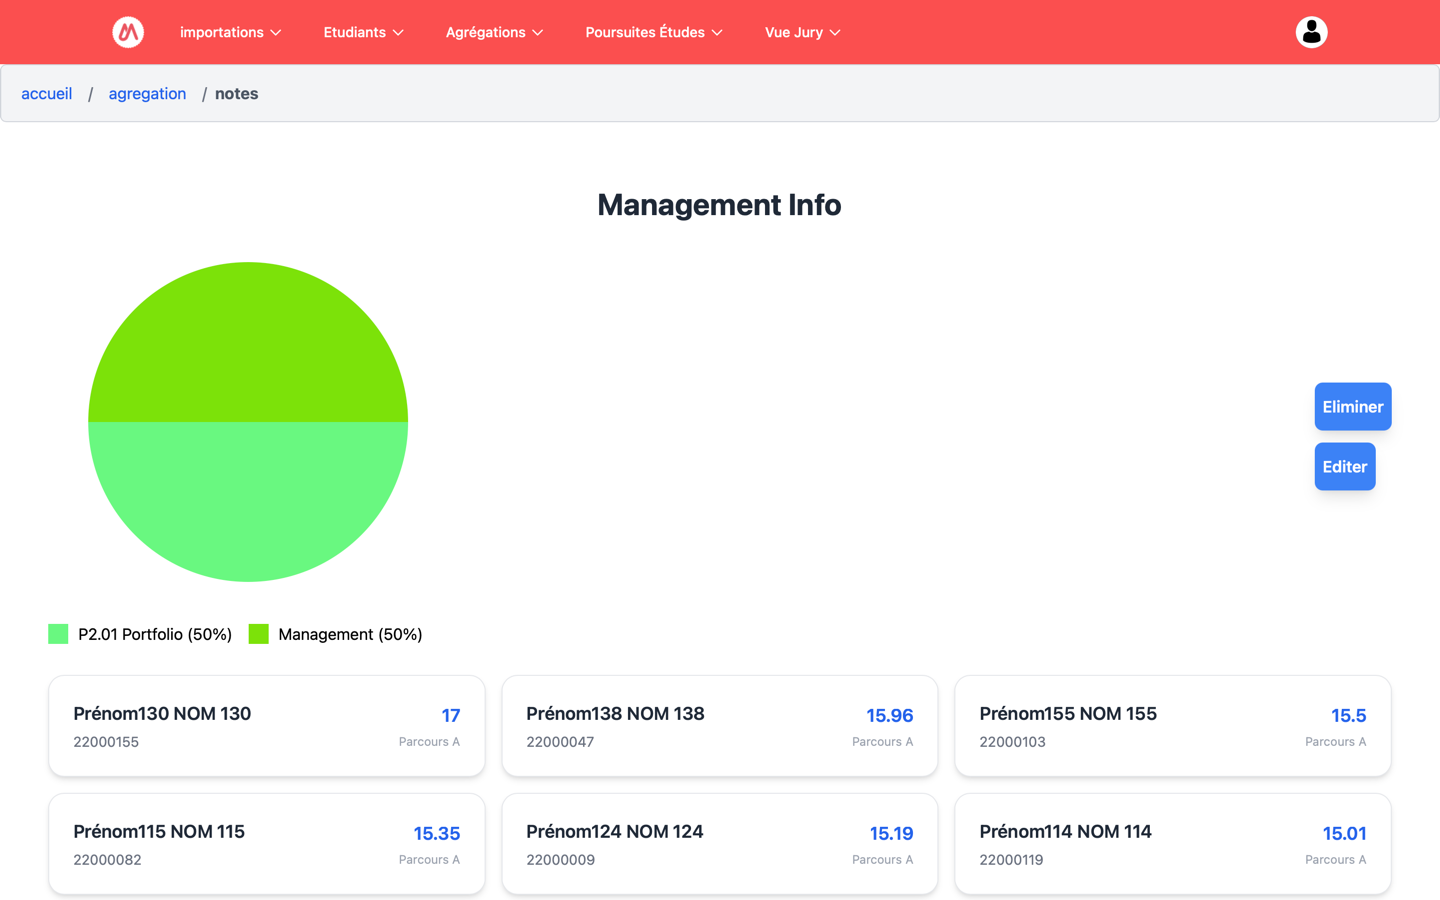 importations
Etudiants
Agrégations
Poursuites Études
Vue Jury
accueil / agregation / notes
Management Info
Eliminer
Editer
P2.01 Portfolio (50%)
Management (50%)
Prénom130 NOM 130
17
22000155
Parcours A
Prénom138 NOM 138
15.96
22000047
Parcours A
Prénom155 NOM 155
15.5
22000103
Parcours A
Prénom115 NOM 115
15.35
22000082
Parcours A
Prénom124 NOM 124
15.19
22000009
Parcours A
Prénom114 NOM 114
15.01
22000119
Parcours A